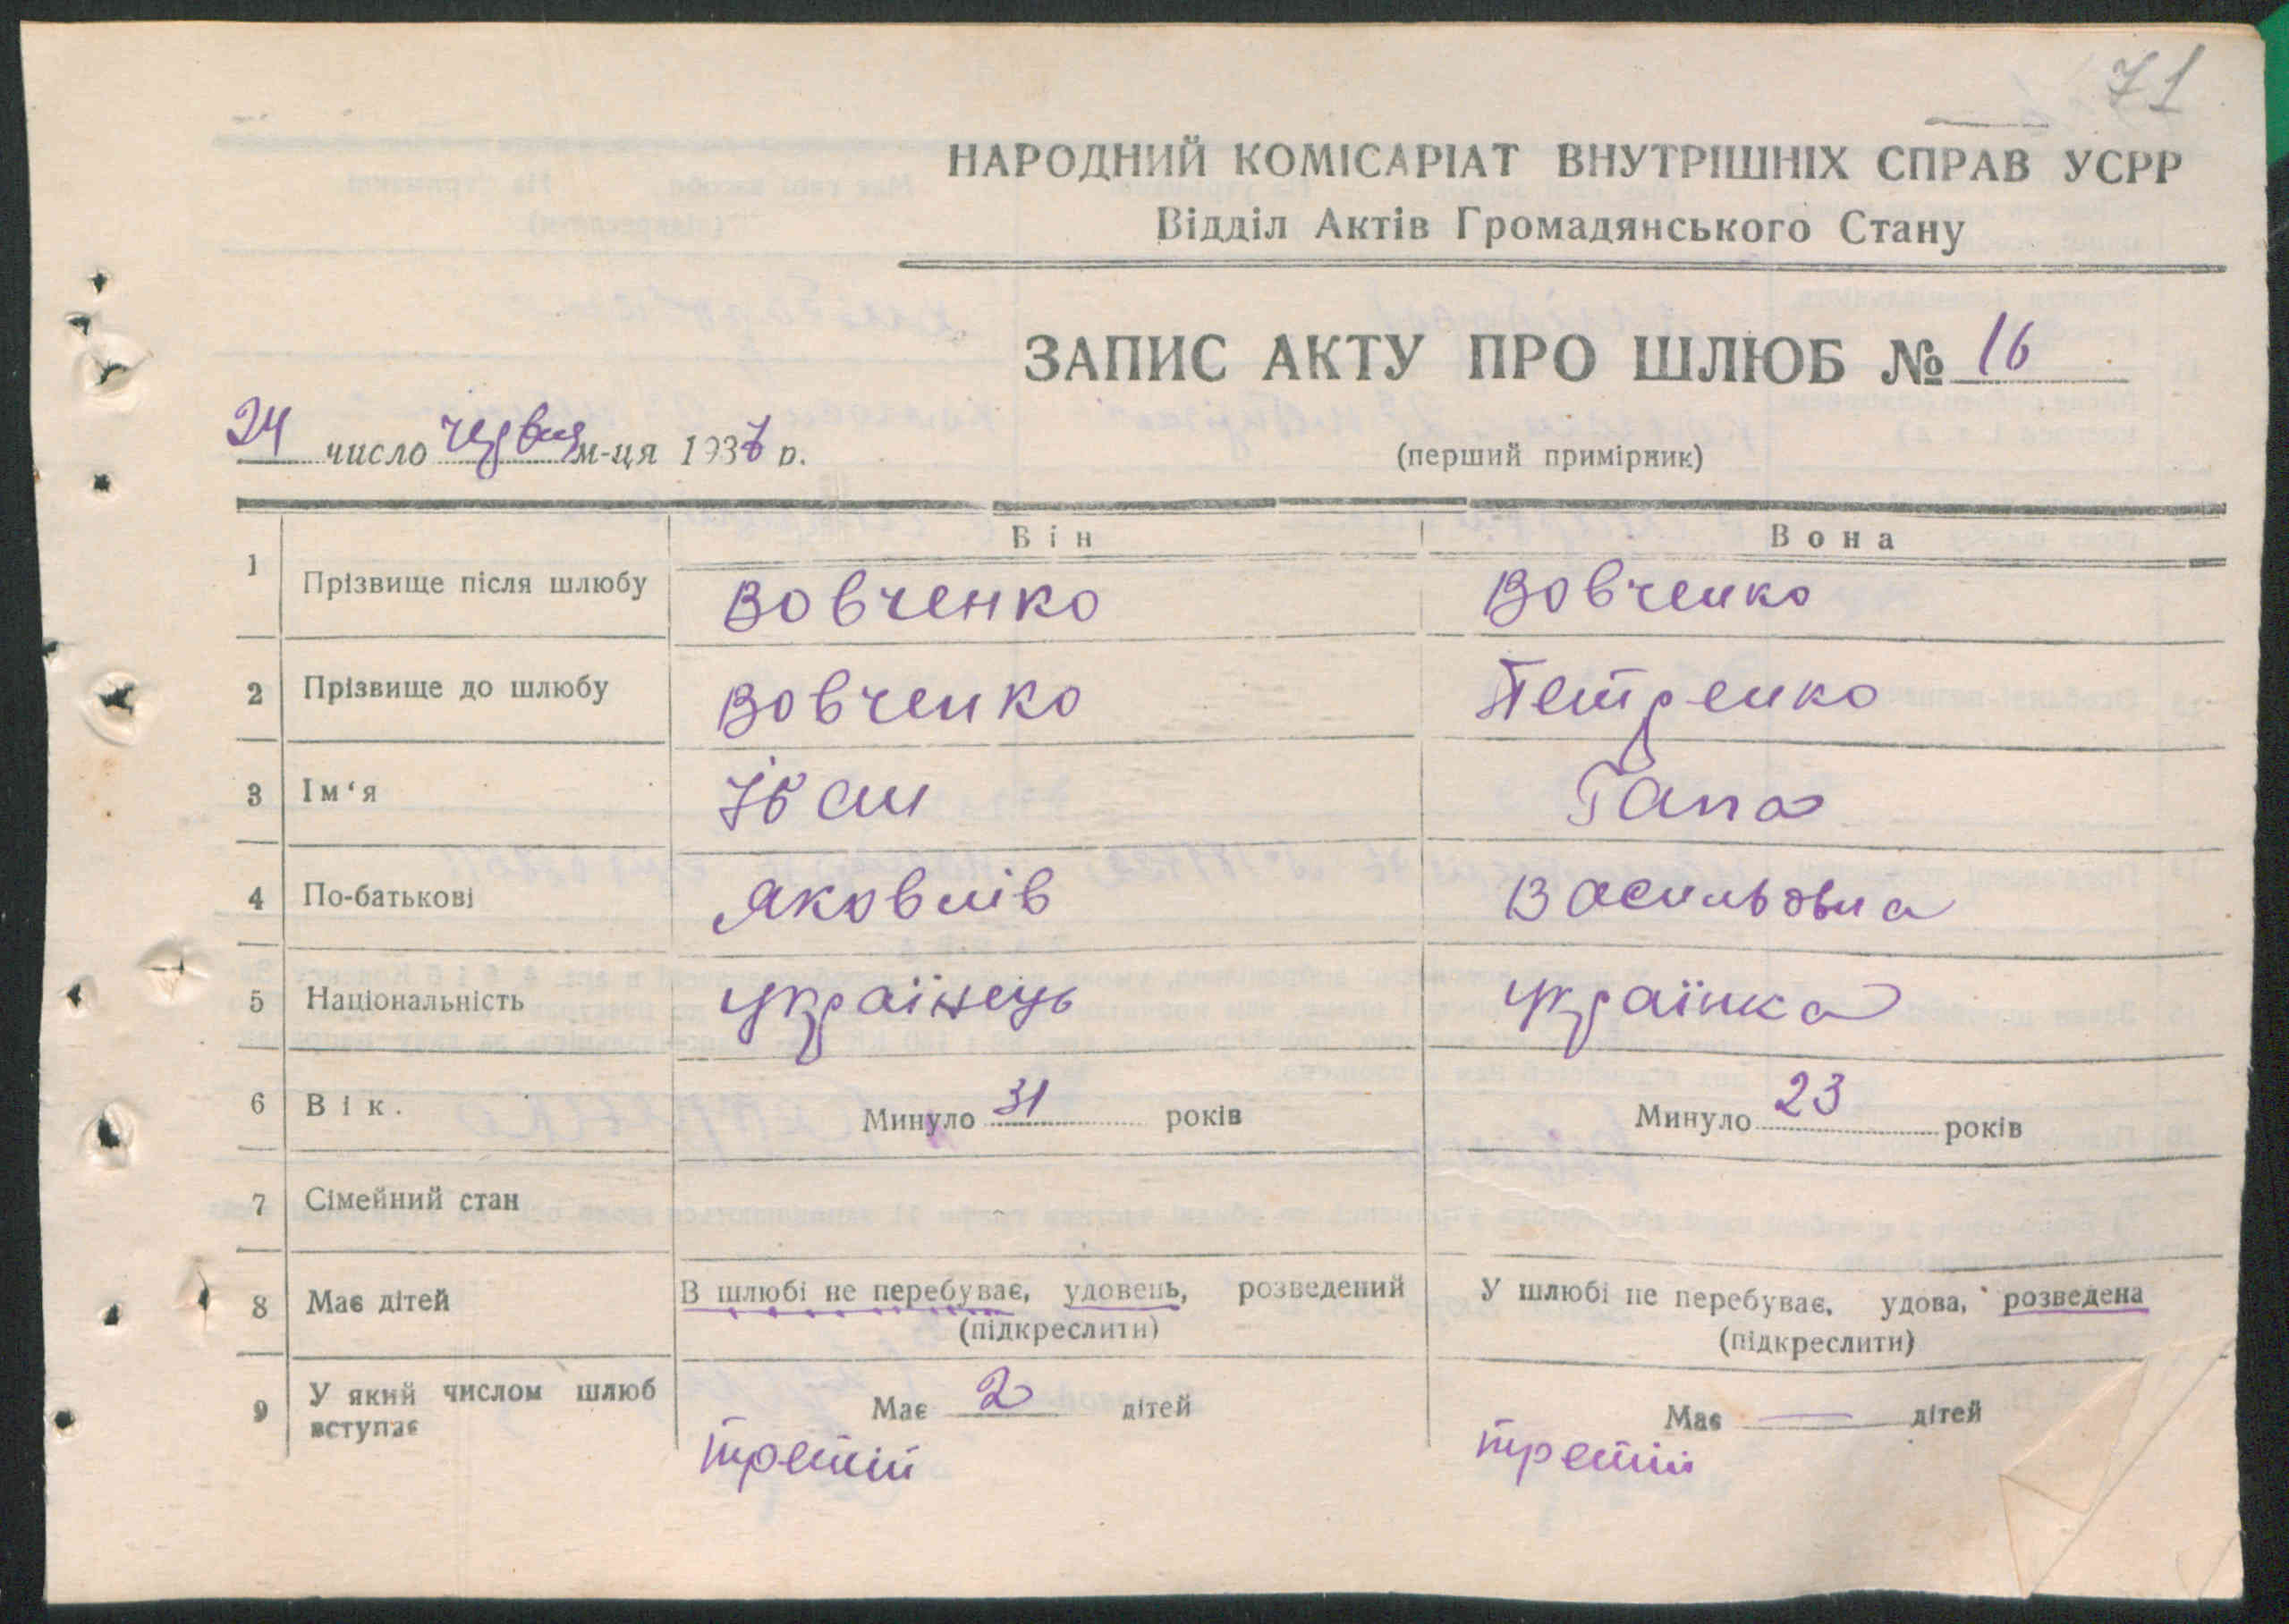 71
НАРОДНИЙ КОМІСАРІАТ ВНУТРІШНІХ СПРАВ УСРР
Відділ Актів Громадянського Стану
ЗАПИС АКТУ ПРО ШЛЮБ № 16
24 число червня м-ця 1937 р.
(перший примірник)
Він Вона
1 Прізвище після шлюбу Вовченко Вовченко
2 Прізвище до шлюбу Вовченко Петренко
3 Ім‘я Іван Гапа
4 По-батькові Яковлів Васильовна
5 Національність українець українка
6 Вік. Минуло 31 років Минуло 23 років
7 Сімейний стан
8 Має дітей В шлюбі не перебуває, удовець, розведений У шлюбі не перебуває, удова, розведена
(підкреслити) (підкреслити)
9 У який числом шлюб вступає Має 2 дітей Має — дітей
третій третій